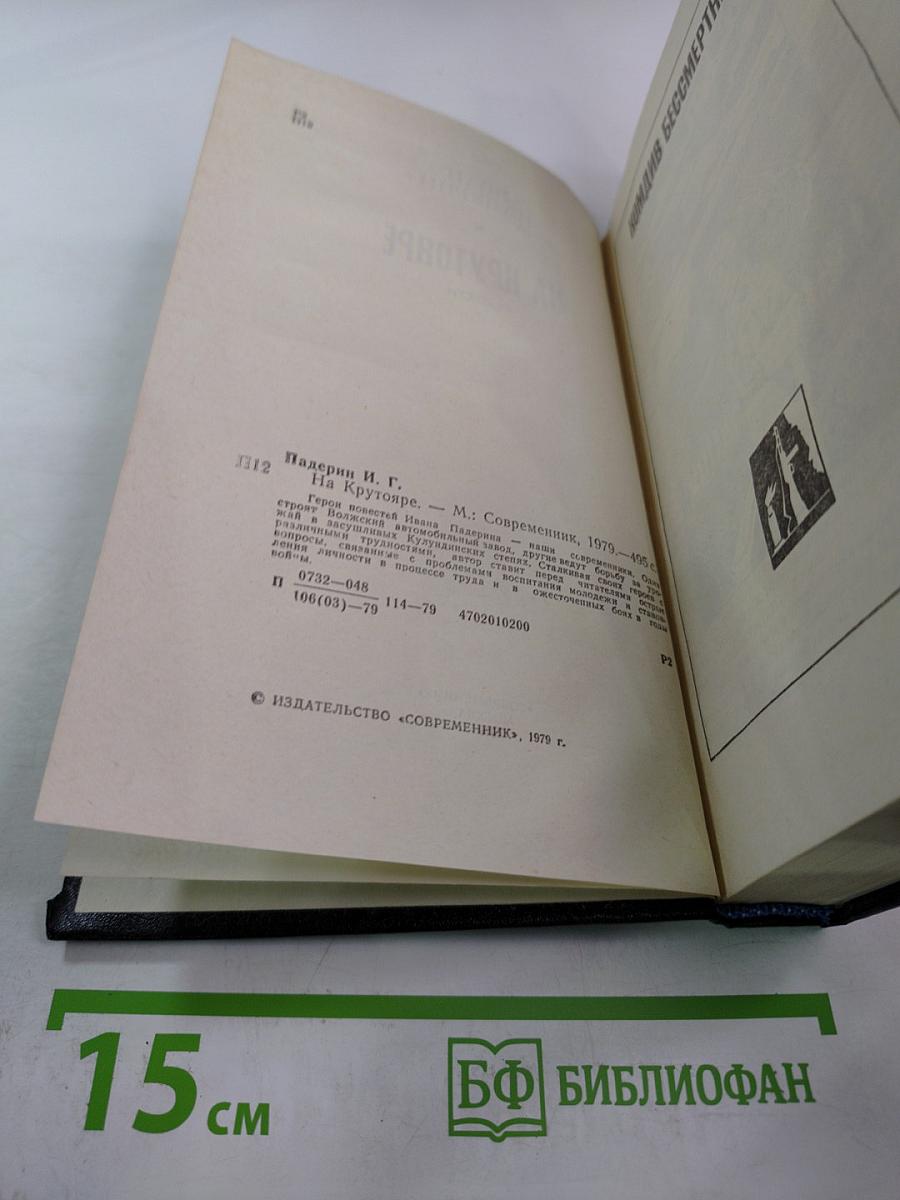 П12
Падерин И. Г.
На Крутояре. — М.: Современник, 1979.—495 с.
Герои повестей Ивана Падерина — наши современники. Одни
строят Волжский автомобильный завод, другие ведут борьбу за уро-
жай в засушливых Кулундинских степях. Сталкивая своих героев с
различными трудностями, автор ставит перед читателями острые
вопросы, связанные с проблемами воспитания молодежи и станов-
ления личности в процессе труда и в ожесточенных боях в годы
войны.
П 0732—048
106(03)—79 114—79 4702010200
Р2
© ИЗДАТЕЛЬСТВО «СОВРЕМЕННИК», 1979 г.
КОМДИВ
НА КРУТОЯРЕ
15 см
БФ БИБЛИОФАН